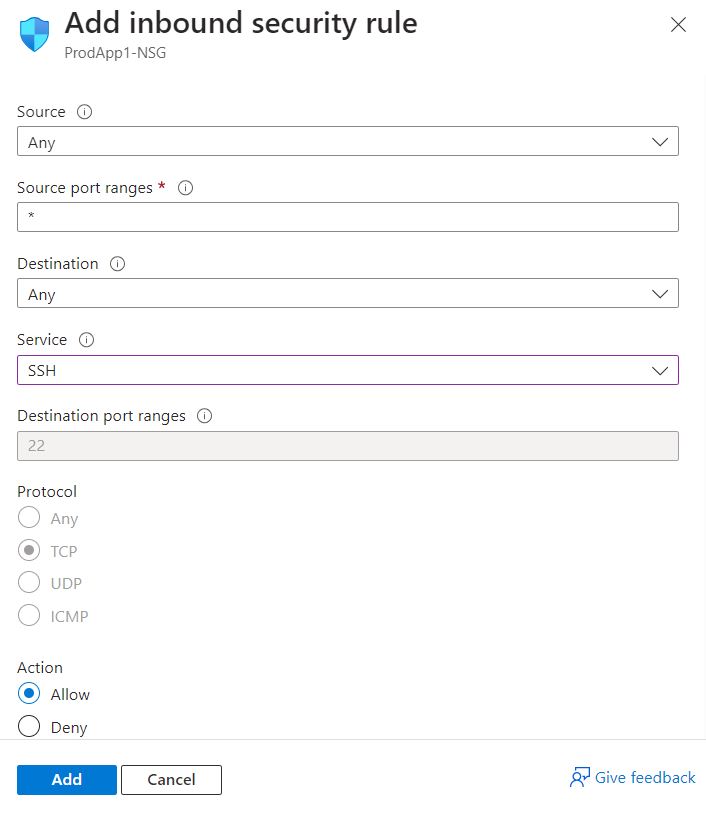 Add inbound security rule
ProdApp1-NSG
Source
Any
Source port ranges *
*
Destination
Any
Service
SSH
Destination port ranges
22
Protocol
Any
TCP
UDP
ICMP
Action
Allow
Deny
Add Cancel Give feedback